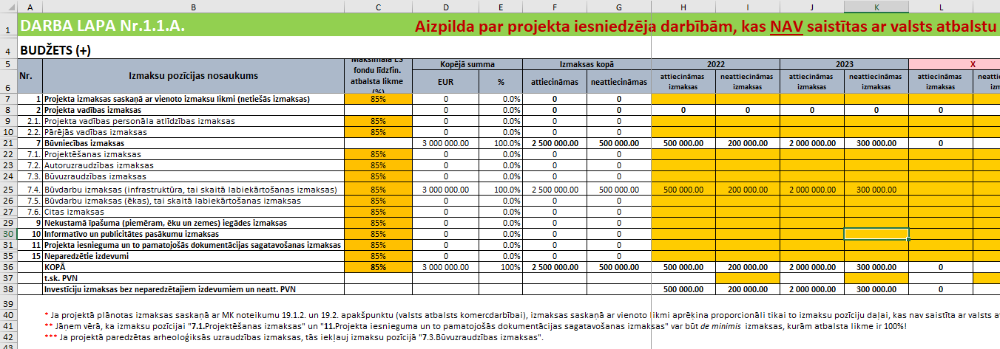 A B C D E F G H I J K L
1 DARBA LAPA Nr.1.1.A. Aizpilda par projekta iesniedzēja darbībām, kas NAV saistītas ar valsts atbalstu
4 BUDŽETS (+)
5 Nr. Izmaksu pozīcijas nosaukums Maksimālā ES fondu līdzfin. atbalsta likme (%) Kopējā summa Izmaksas kopā 2022 2023 X
6 EUR % attiecināmas neattiecināmas attiecināmas izmaksas neattiecināmas izmaksas attiecināmas izmaksas neattiecināmas izmaksas attiecināmas izmaksas
7 1 Projekta izmaksas saskaņā ar vienoto izmaksu likmi (netiešās izmaksas) 85% 0 0.0% 0 0
8 2 Projekta vadības izmaksas 0 0.0% 0 0 0 0 0 0 0
9 2.1. Projekta vadības personāla atlīdzības izmaksas 85% 0 0.0% 0 0
10 2.2. Pārējās vadības izmaksas 85% 0 0.0% 0 0
21 7 Būvniecības izmaksas 3 000 000.00 100.0% 2 500 000.00 500 000.00 500 000.00 200 000.00 2 000 000.00 300 000.00 0
22 7.1. Projektēšanas izmaksas 85% 0 0.0% 0 0
23 7.2. Autoruzraudzības izmaksas 85% 0 0.0% 0 0
24 7.3. Būvuzraudzības izmaksas 85% 0 0.0% 0 0
25 7.4. Būvdarbu izmaksas (infrastruktūra, tai skaitā labiekārtošanas izmaksas) 85% 3 000 000.00 100.0% 2 500 000.00 500 000.00 500 000.00 200 000.00 2 000 000.00 300 000.00
26 7.5. Būvdarbu izmaksas (ēkas), tai skaitā labiekārtošanas izmaksas 85% 0 0.0% 0 0
27 7.6. Citas izmaksas 85% 0 0.0% 0 0
29 9 Nekustamā īpašuma (piemēram, ēku un zemes) iegādes izmaksas 85% 0 0.0% 0 0
30 10 Informatīvo un publicitātes pasākumu izmaksas 85% 0 0.0% 0 0
31 11 Projekta iesnieguma un to pamatojošās dokumentācijas sagatavošanas izmaksas 85% 0 0.0% 0 0
35 15 Neparedzētie izdevumi 85% 0 0.0% 0 0
36 KOPĀ 85% 3 000 000.00 100% 2 500 000.00 500 000.00 500 000.00 200 000.00 2 000 000.00 300 000.00 0
37 t.sk. PVN
38 Investīciju izmaksas bez neparedzētajiem izdevumiem un neatt. PVN 500 000.00 200 000.00 2 000 000.00 300 000.00 0
39
40 * Ja projektā plānotas izmaksas saskaņā ar MK noteikumu 19.1.2. un 19.2. apakšpunktu (valsts atbalsts komercdarbībai), izmaksas saskaņā ar vienoto likmi aprēķina proporcionāli tikai to izmaksu pozīciju daļai, kas nav saistīta ar valsts
41 ** Jāņem vērā, ka izmaksu pozīcijai "7.1.Projektēšanas izmaksas" un "11.Projekta iesnieguma un to pamatojošās dokumentācijas sagatavošanas izmaksas" var būt de minimis izmaksas, kurām atbalsta likme ir 100%!
42 *** Ja projektā paredzētas arheoloģiksās uzraudzības izmaksas, tās iekļauj izmaksu pozīcijā "7.3.Būvuzraudzības izmaksas".
43